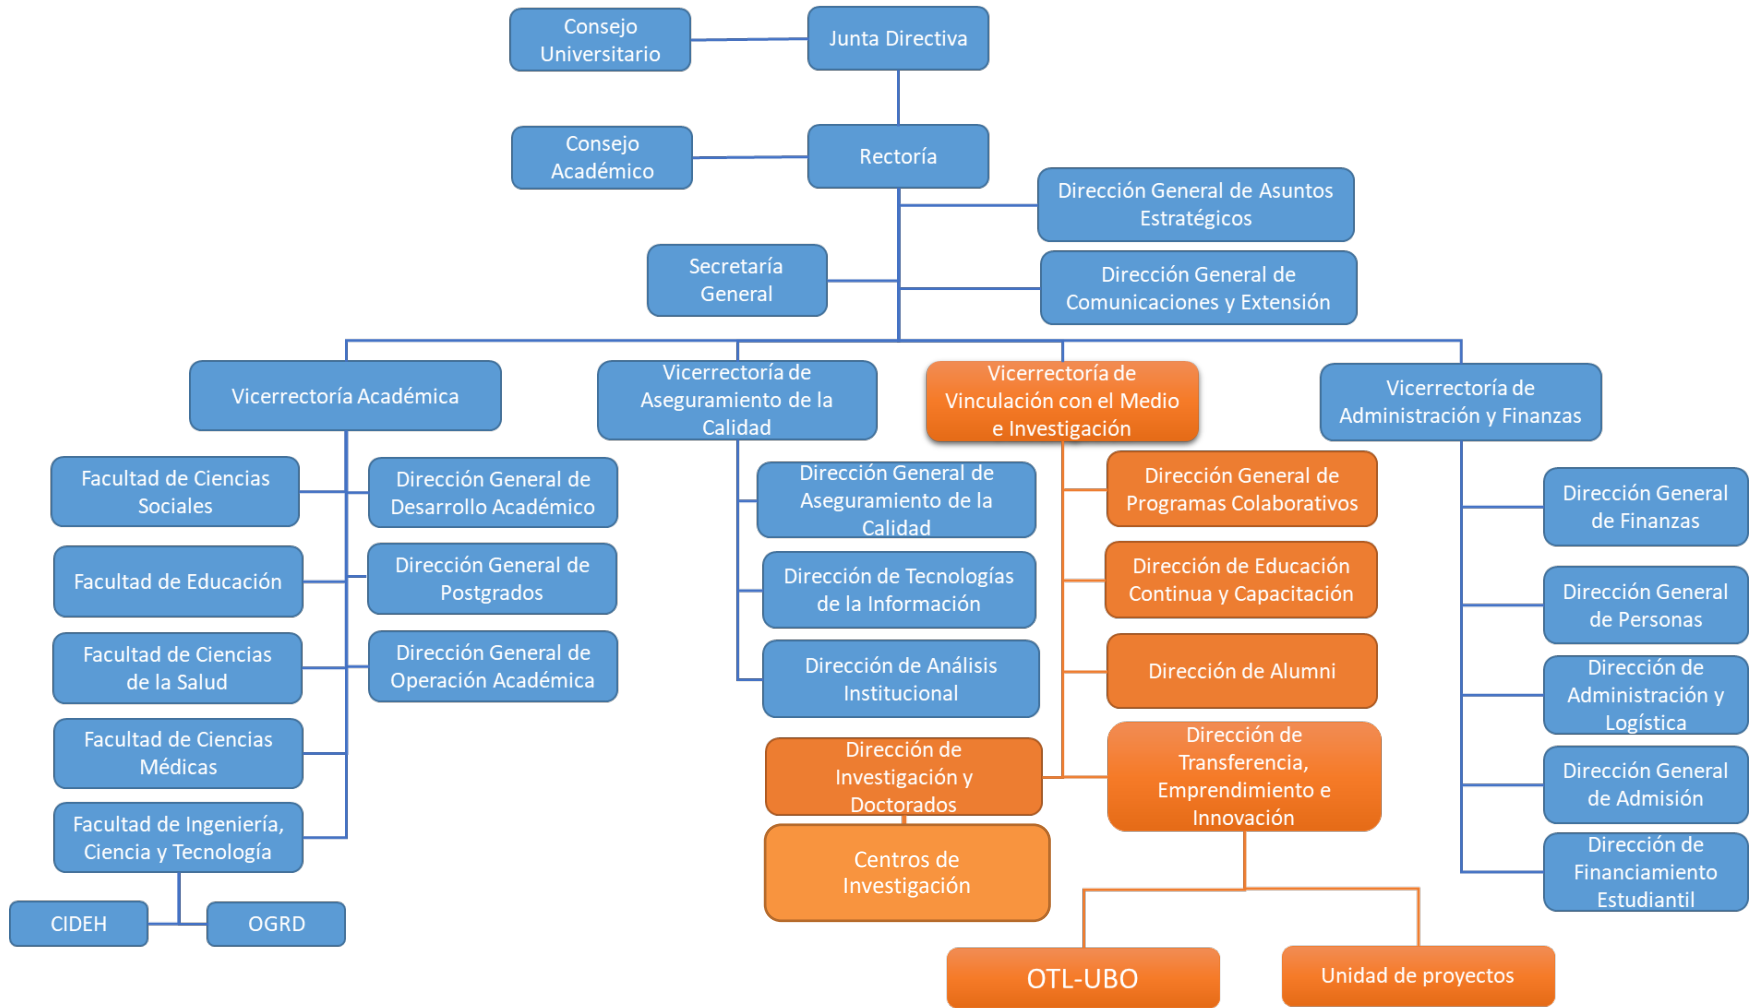 Consejo
Universitario
Junta Directiva
Consejo
Académico
Rectoría
Dirección General de Asuntos
Estratégicos
Secretaría
General
Dirección General de
Comunicaciones y Extensión
Vicerrectoría Académica
Vicerrectoría de
Aseguramiento de la
Calidad
Vicerrectoría de
Vinculación con el Medio
e Investigación
Vicerrectoría de
Administración y Finanzas
Facultad de Ciencias
Sociales
Facultad de Educación
Facultad de Ciencias
de la Salud
Facultad de Ciencias
Médicas
Facultad de Ingeniería,
Ciencia y Tecnología
CIDEH
OGRD
Dirección General de
Desarrollo Académico
Dirección General de
Postgrados
Dirección General de
Operación Académica
Dirección General de
Aseguramiento de la
Calidad
Dirección de Tecnologías
de la Información
Dirección de Análisis
Institucional
Dirección de
Investigación y
Doctorados
Centros de
Investigación
Dirección General de
Programas Colaborativos
Dirección de Educación
Continua y Capacitación
Dirección de Alumni
Dirección de
Transferencia,
Emprendimiento e
Innovación
OTL-UBO
Unidad de proyectos
Dirección General
de Finanzas
Dirección General
de Personas
Dirección de
Administración y
Logística
Dirección General
de Admisión
Dirección de
Financiamiento
Estudiantil